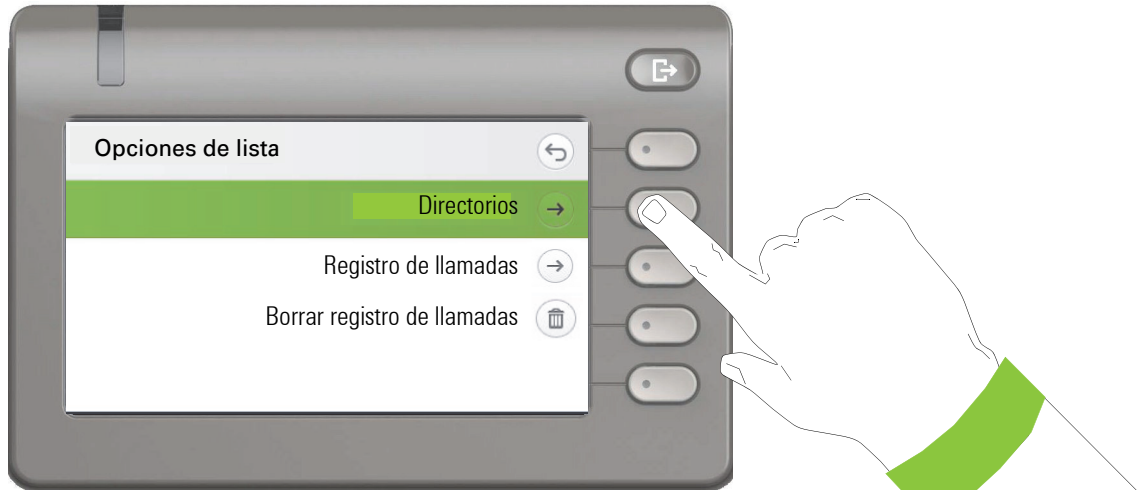 Opciones de lista
Directorios
Registro de llamadas
Borrar registro de llamadas